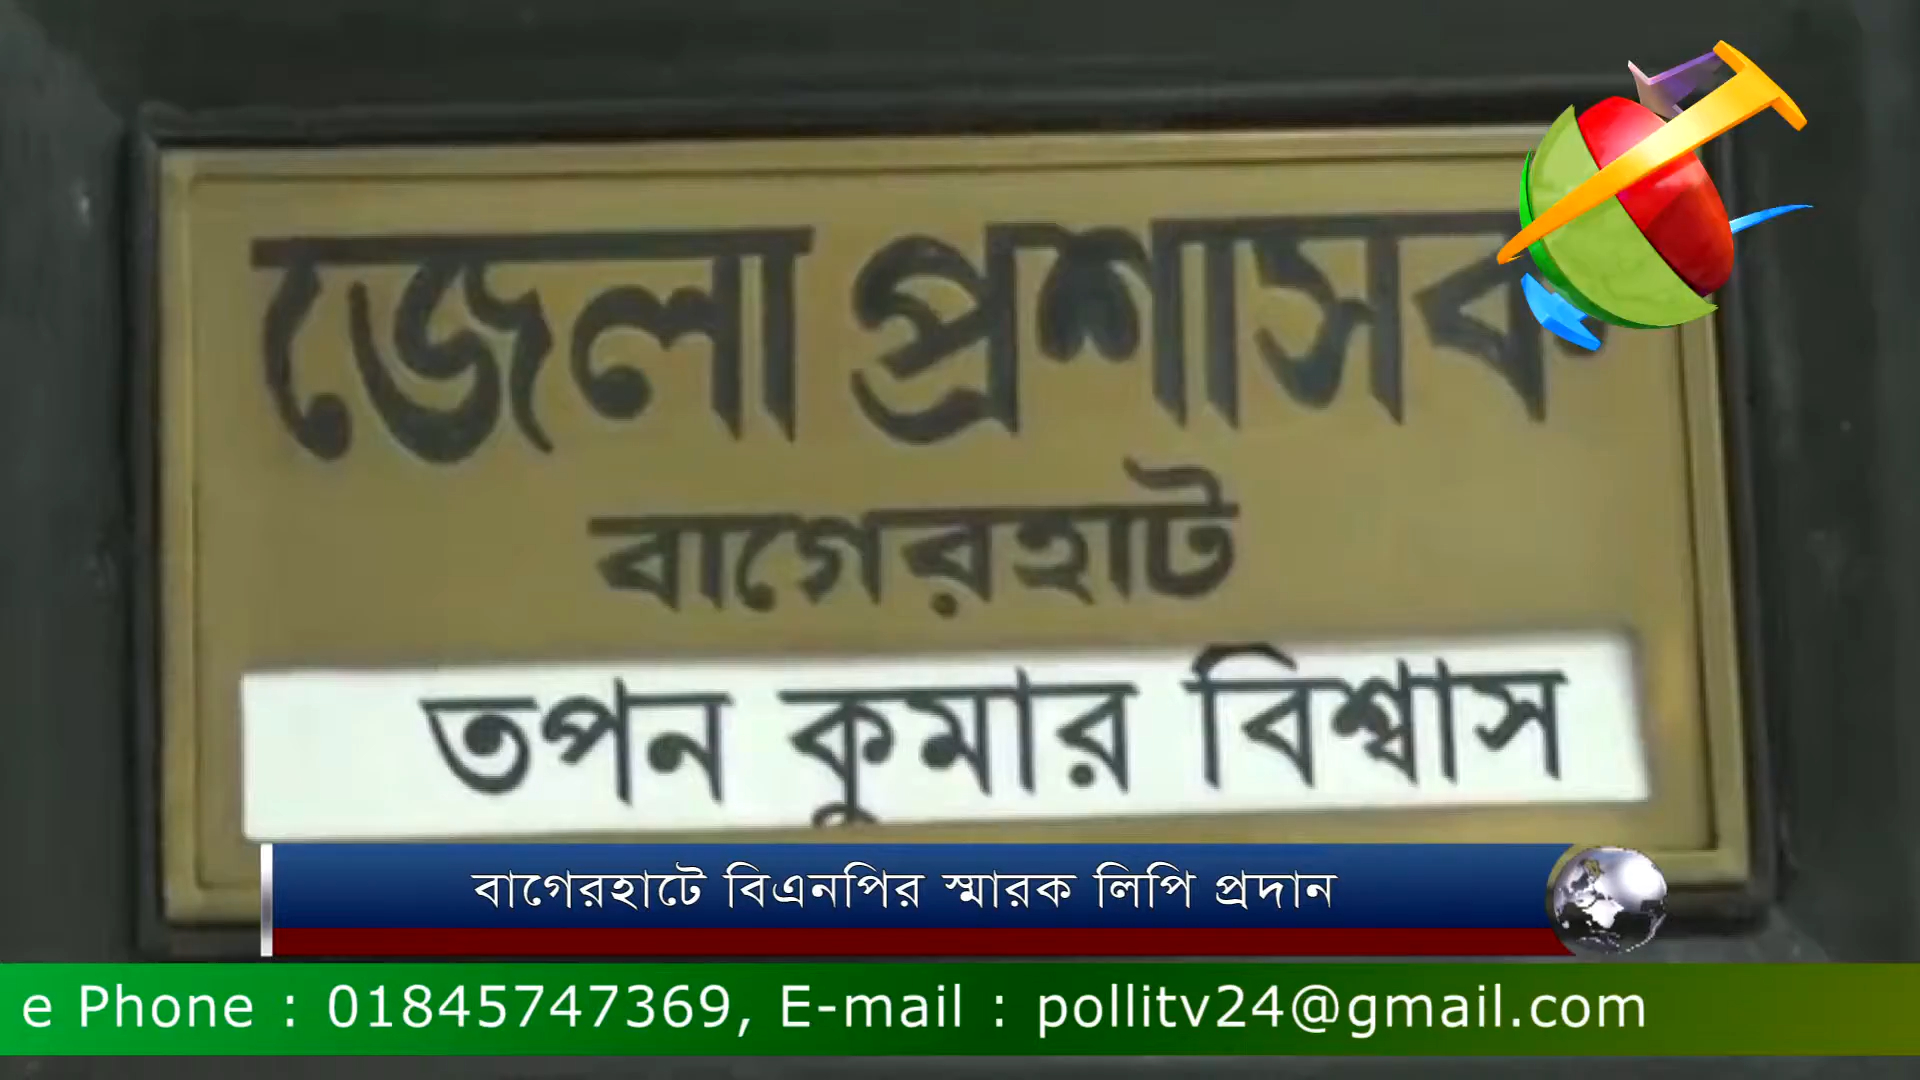 জেলা প্রশাসক
বাগেরহাট
তপন কুমার বিশ্বাস
বাগেরহাটে বিএনপির স্মারক লিপি প্রদান
e Phone : 01845747369, E-mail : pollitv24@gmail.com